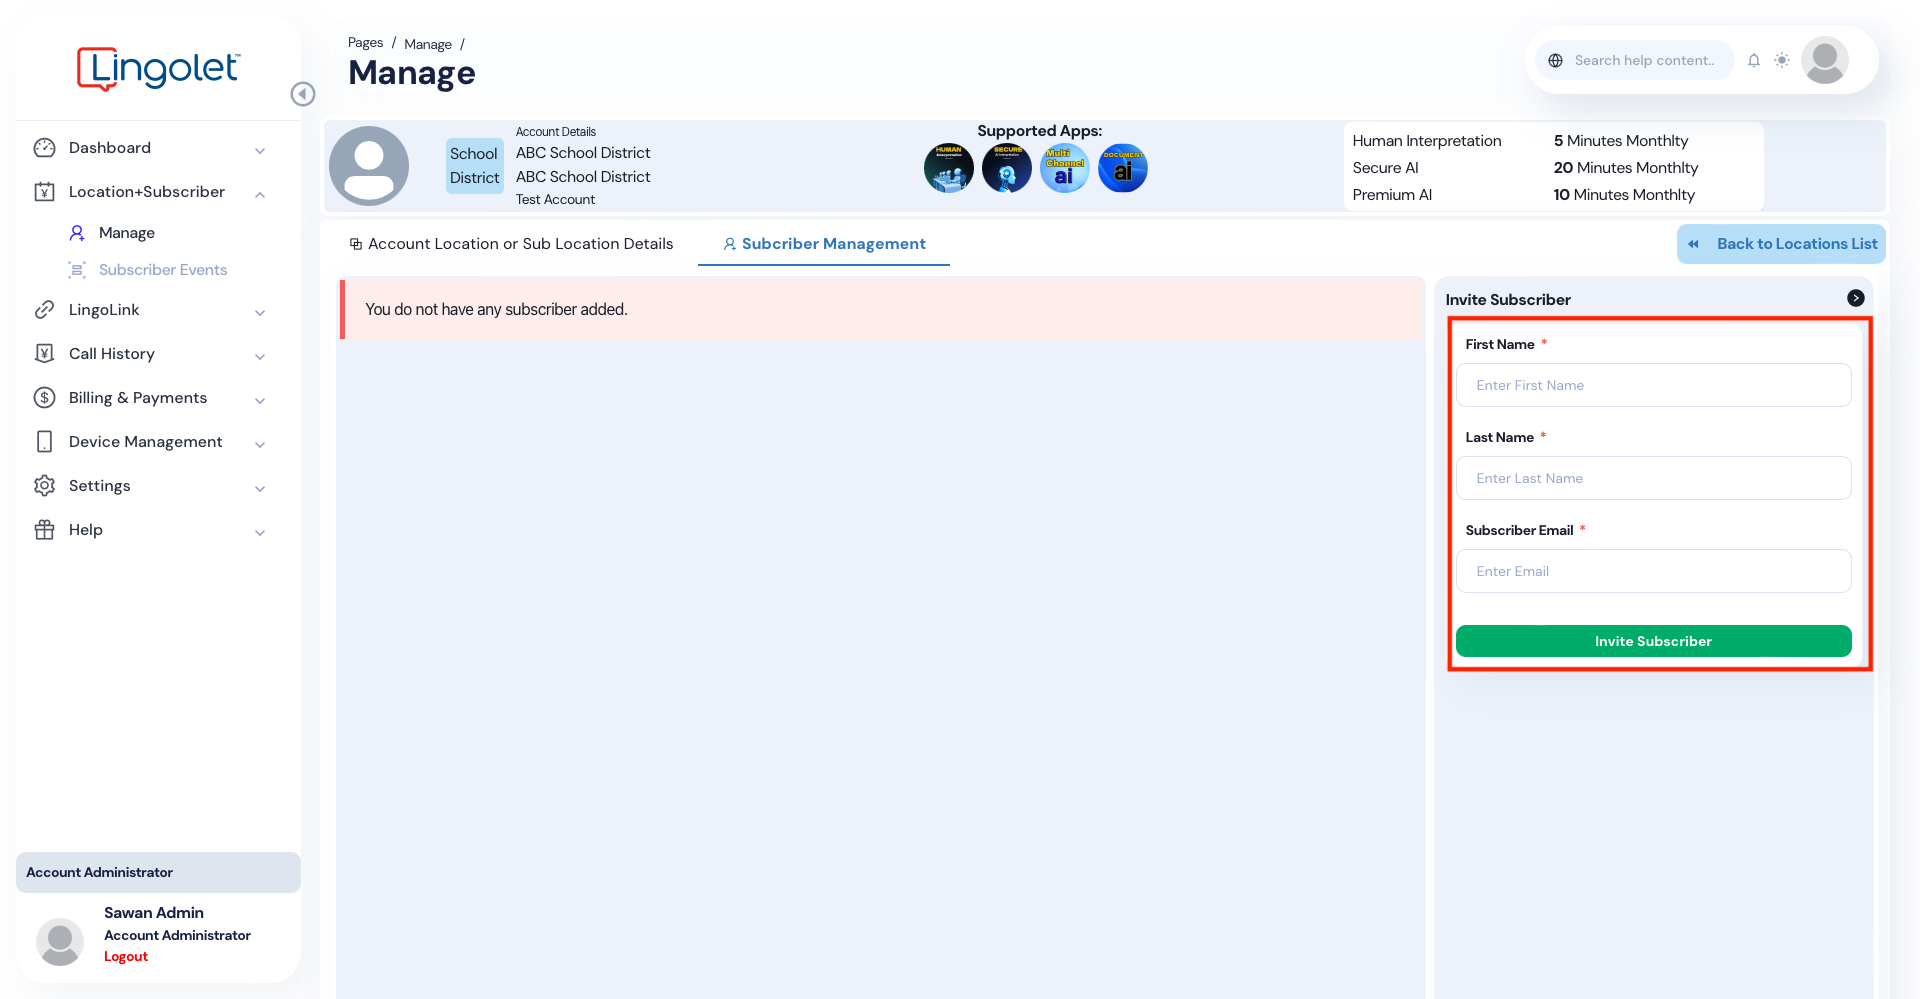 Lingolet™
Dashboard
Location+Subscriber
Manage
Subscriber Events
LingoLink
Call History
Billing & Payments
Device Management
Settings
Help
Account Administrator
Sawan Admin
Account Administrator
Logout
Pages / Manage /
Manage
Search help content..
School District
Account Details
ABC School District
ABC School District
Test Account
Supported Apps:
HUMAN
Interpretation
SECURE
AI Interpretation
Multi
Channel
ai
DOCUMENT
ai
Human Interpretation 5 Minutes Monthlty
Secure AI 20 Minutes Monthlty
Premium AI 10 Minutes Monthlty
Account Location or Sub Location Details
Subcriber Management
Back to Locations List
You do not have any subscriber added.
Invite Subscriber
First Name *
Enter First Name
Last Name *
Enter Last Name
Subscriber Email *
Enter Email
Invite Subscriber